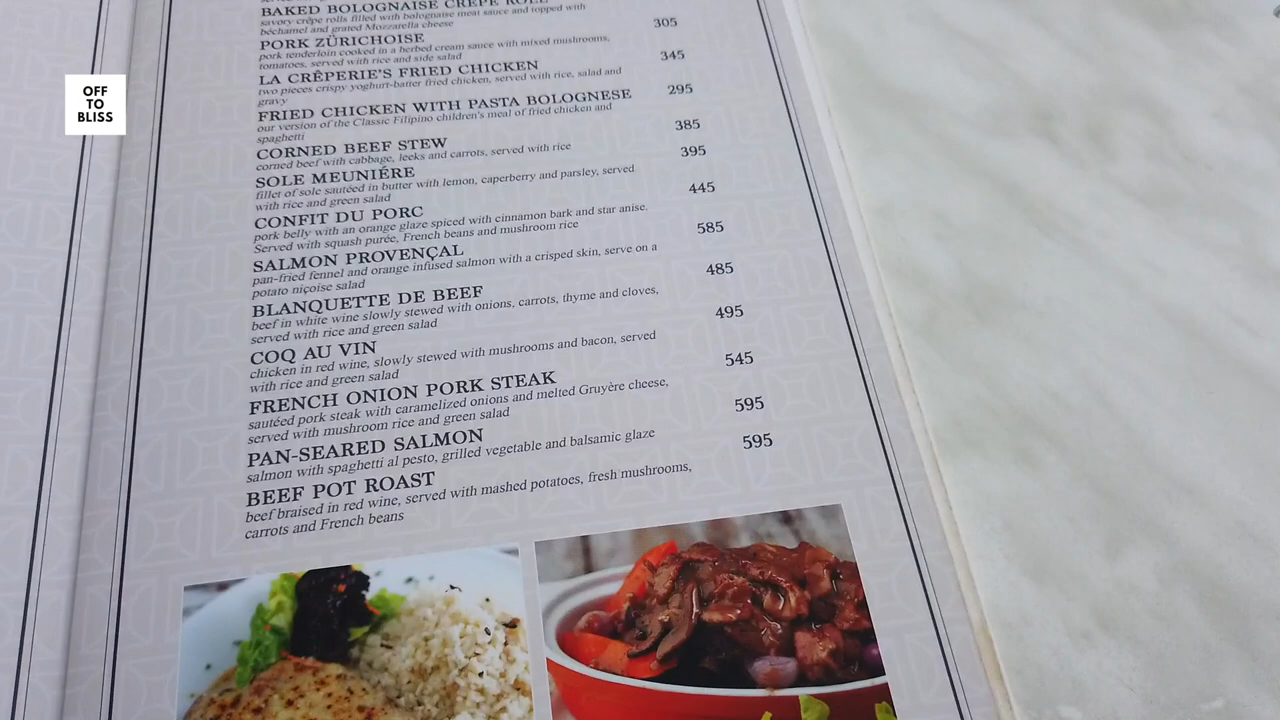 OFF
TO
BLISS
BAKED BOLOGNAISE CRÊPE ROLL
savory crêpe rolls filled with bolognaise meat sauce and topped with
béchamel and grated Mozzarella cheese
305
PORK ZÜRICHOISE
pork tenderloin cooked in a herbed cream sauce with mixed mushrooms,
tomatoes, served with rice and side salad
345
LA CRÊPERIE'S FRIED CHICKEN
two pieces crispy yoghurt-batter fried chicken, served with rice, salad and
gravy
295
FRIED CHICKEN WITH PASTA BOLOGNESE
our version of the Classic Filipino children's meal of fried chicken and
spaghetti
385
CORNED BEEF STEW
corned beef with cabbage, leeks and carrots, served with rice
395
SOLE MEUNIÉRE
fillet of sole sautéed in butter with lemon, caperberry and parsley, served
with rice and green salad
445
CONFIT DU PORC
pork belly with an orange glaze spiced with cinnamon bark and star anise.
Served with squash purée, French beans and mushroom rice
585
SALMON PROVENÇAL
pan-fried fennel and orange infused salmon with a crisped skin, serve on a
potato niçoise salad
485
BLANQUETTE DE BEEF
beef in white wine slowly stewed with onions, carrots, thyme and cloves,
served with rice and green salad
495
COQ AU VIN
chicken in red wine, slowly stewed with mushrooms and bacon, served
with rice and green salad
545
FRENCH ONION PORK STEAK
sautéed pork steak with caramelized onions and melted Gruyère cheese,
served with mushroom rice and green salad
595
PAN-SEARED SALMON
salmon with spaghetti al pesto, grilled vegetable and balsamic glaze
595
BEEF POT ROAST
beef braised in red wine, served with mashed potatoes, fresh mushrooms,
carrots and French beans